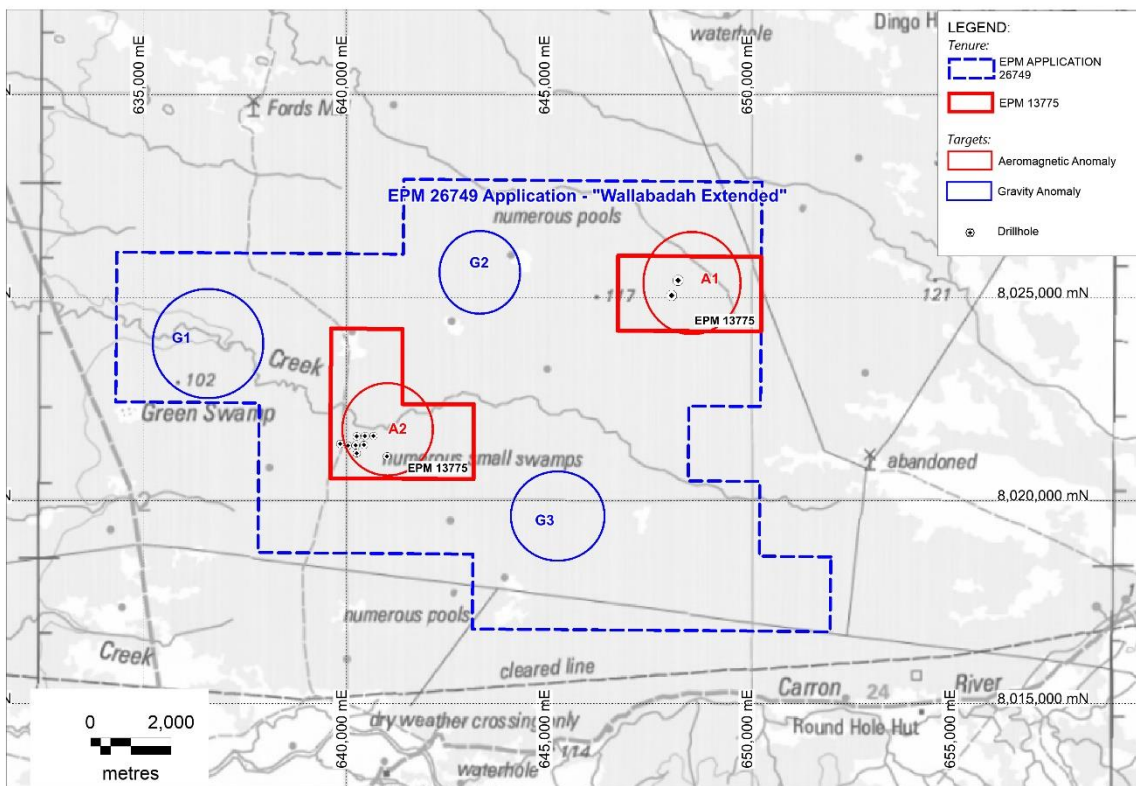 waterhole
Dingo H
LEGEND:
Tenure:
EPM APPLICATION
26749
EPM 13775
Targets:
Aeromagnetic Anomaly
Gravity Anomaly
Drillhole
635,000 mE
640,000 mE
645,000 mE
650,000 mE
Fords M
EPM 26749 Application - "Wallabadah Extended"
numerous pools
G2
A1
117
121
8,025,000 mN
EPM 13775
G1
Creek
102
Green Swamp
A2
numerous small swamps
EPM 13775
abandoned
2
8,020,000 mN
G3
numerous pools
Creek
cleared line
Carron 24 River
8,015,000 mN
Round Hole Hut
0 2,000
metres
dry weather crossing only
114
waterhole
640,000 mE
645,000 mE
650,000 mE
655,000 mE